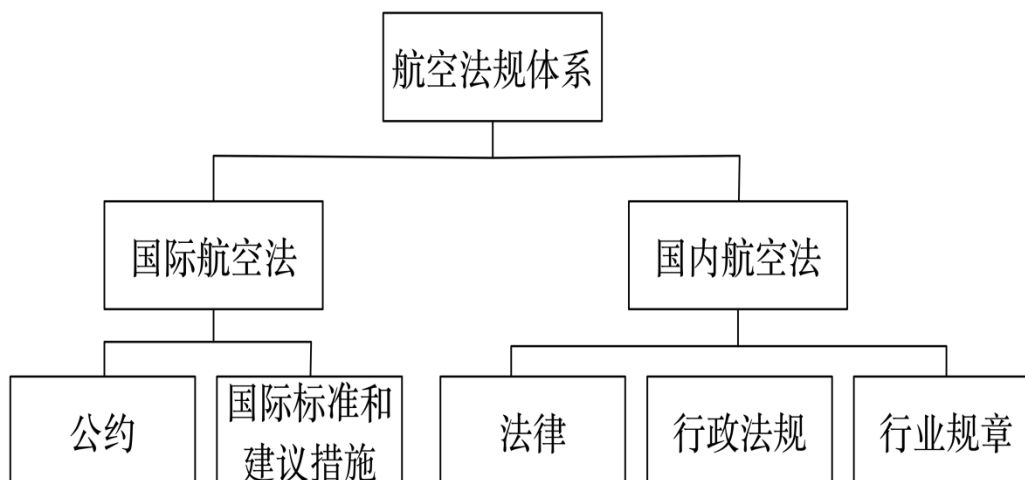 航空法规体系
国际航空法
国内航空法
公约
国际标准和
建议措施
法律
行政法规
行业规章